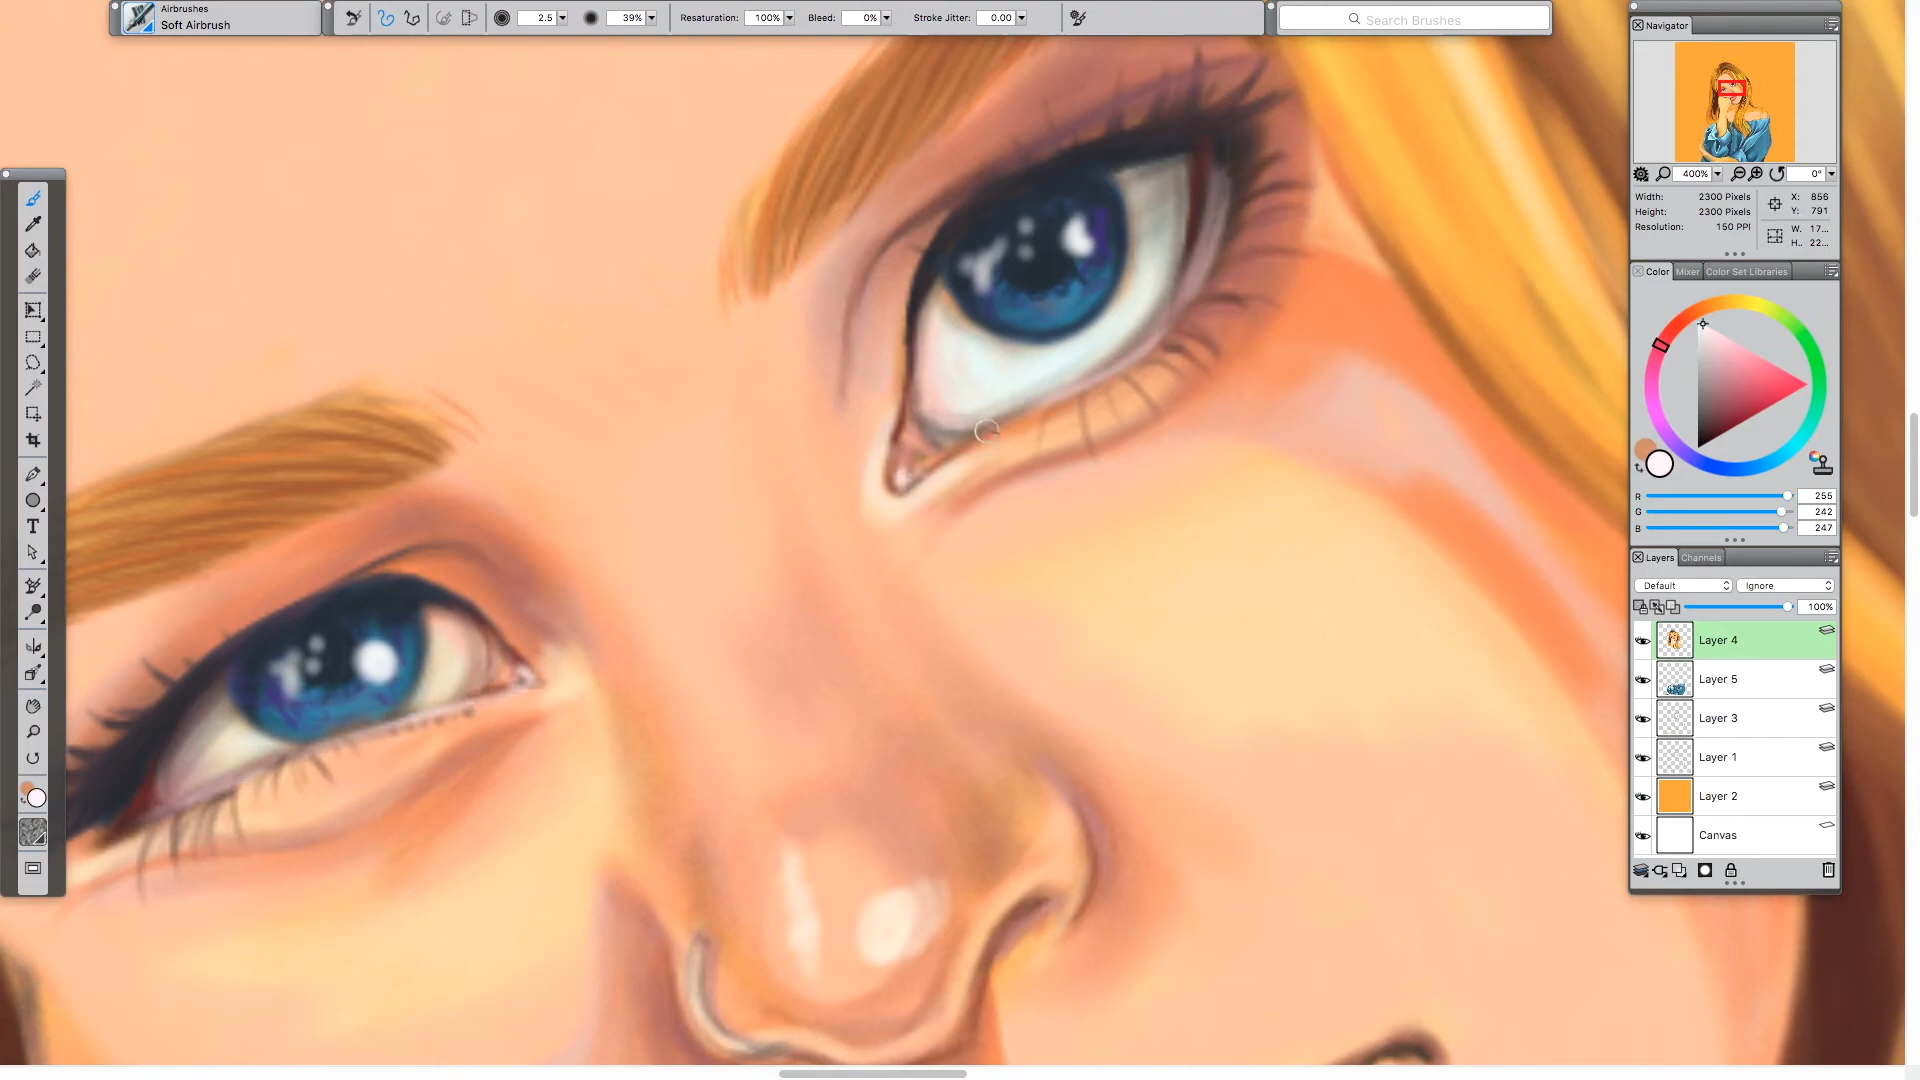 Airbrushes
Soft Airbrush
2.5
39%
Resaturation: 100%
Bleed: 0%
Stroke Jitter: 0.00
Search Brushes
Navigator
400%
0°
Width: 2300 Pixels
Height: 2300 Pixels
Resolution: 150 PPI
X: 856
Y: 791
W. 17...
H.. 22...
Color
Mixer
Color Set Libraries
R 255
G 242
B 247
Layers
Channels
Default
Ignore
100%
Layer 4
Layer 5
Layer 3
Layer 1
Layer 2
Canvas
T